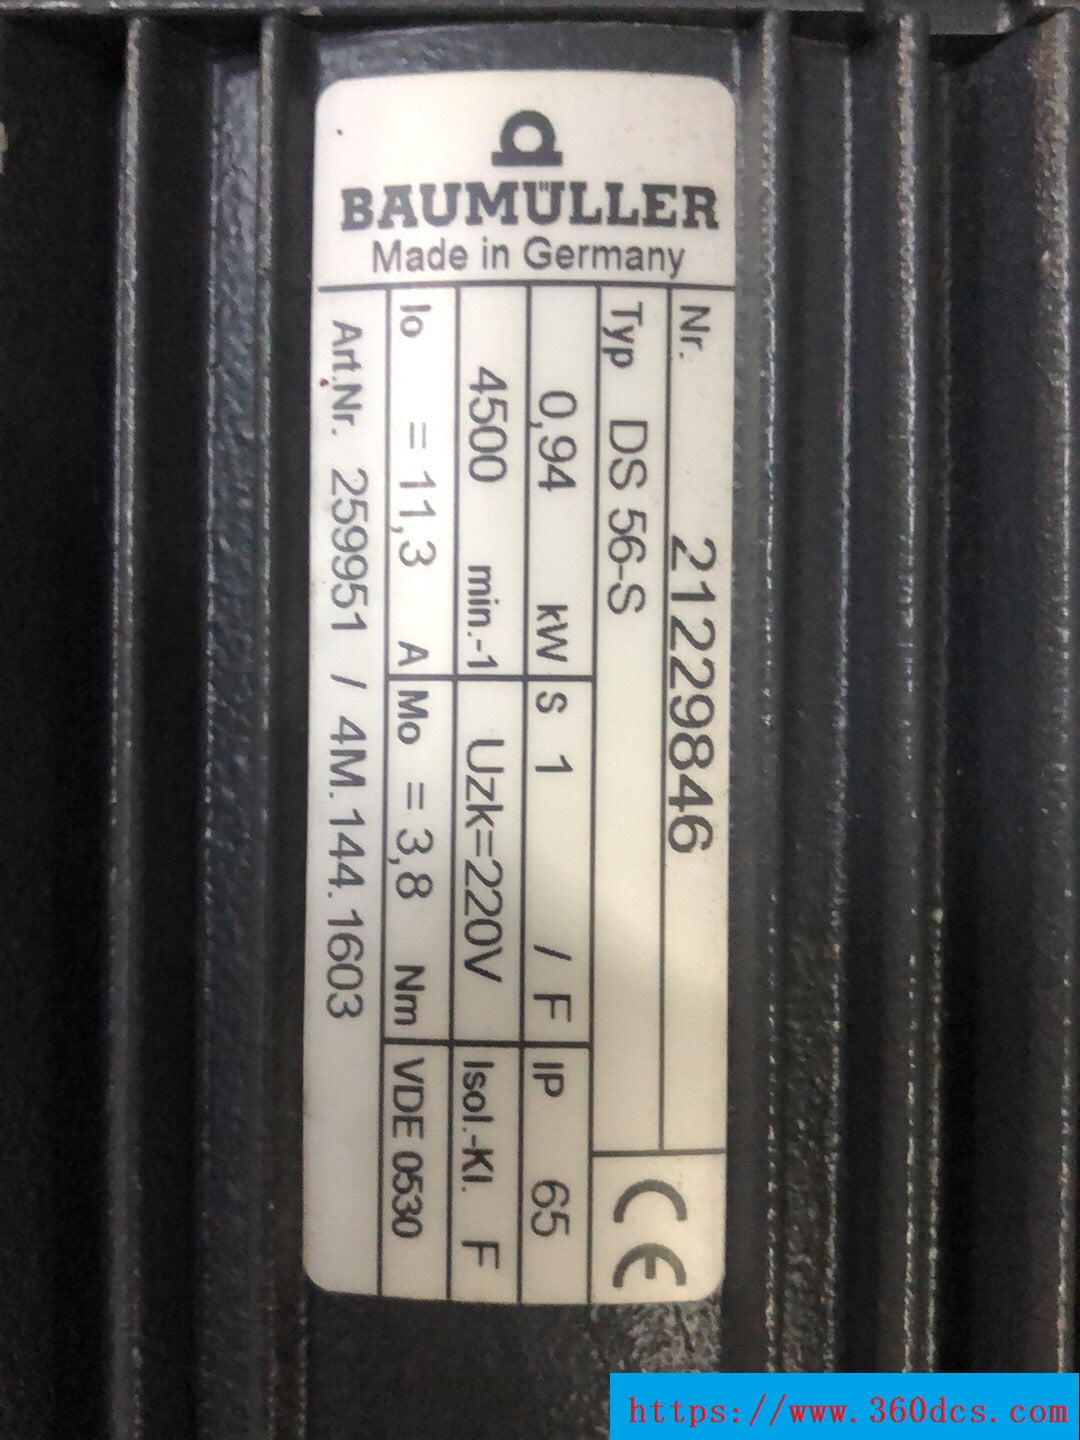 BAUMÜLLER
Made in Germany
Nr. 21229846
Typ DS 56-S
0,94 kW S 1 / F IP 65
4500 min.-1 Uzk=220V Isol.-Kl. F
Io = 11,3 A Mo = 3,8 Nm VDE 0530
Art.Nr. 259951 / 4M.144.1603
CE
https://www.360dcs.com